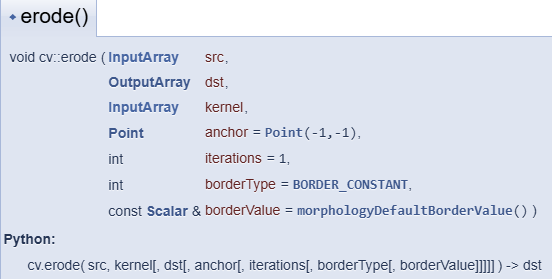 erode()
void cv::erode ( InputArray src,
OutputArray dst,
InputArray kernel,
Point anchor = Point(-1,-1),
int iterations = 1,
int borderType = BORDER_CONSTANT,
const Scalar & borderValue = morphologyDefaultBorderValue() )
Python:
cv.erode( src, kernel[, dst[, anchor[, iterations[, borderType[, borderValue]]]]] ) -> dst